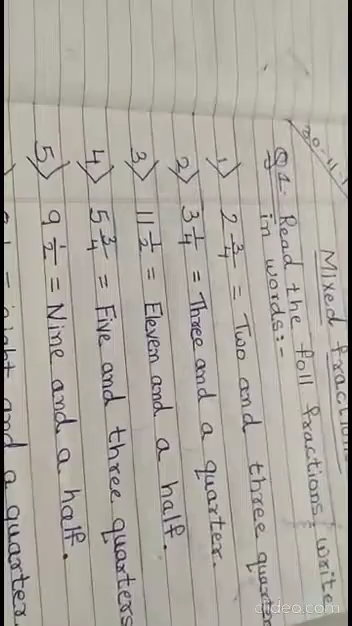 Mixed fraction
Q1. Read the foll fractions & write
in words:-
1) 2 3/4 = Two and three quarter
2) 3 1/4 = Three and a quarter.
3) 11 1/2 = Eleven and a half.
4) 5 3/4 = Five and three quarters
5) 9 1/2 = Nine and a half.
= eight and a quarter.
clideo.com